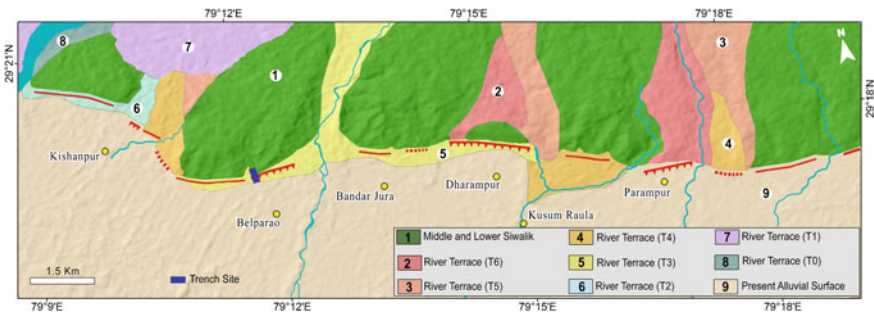 79°12'E 79°15'E 79°18'E
29°21'N
29°18'N
N
8
7
3
1
6
2
4
5
9
Kishanpur
Belparao
Bandar Jura
Dharampur
Kusum Raula
Parampur
1.5 Km
Trench Site
1 Middle and Lower Siwalik
2 River Terrace (T6)
3 River Terrace (T5)
4 River Terrace (T4)
5 River Terrace (T3)
6 River Terrace (T2)
7 River Terrace (T1)
8 River Terrace (T0)
9 Present Alluvial Surface
79°9'E 79°12'E 79°15'E 79°18'E